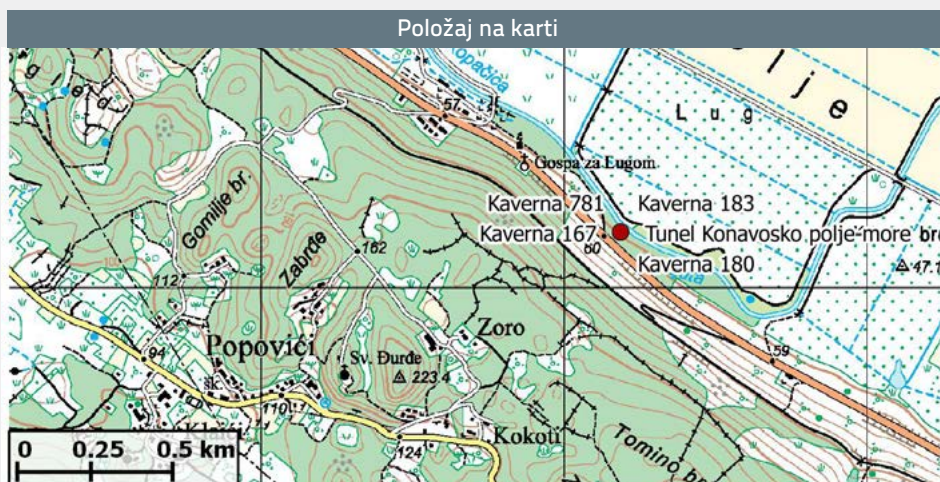 Položaj na karti
57
Lug
Gospa za Lugom
Kaverna 781
Kaverna 183
Kaverna 167
60
Tunel Konavosko polje-more
Kaverna 180
47.1
Gomilje br.
Zabrđe
162
112
Zoro
59
94
Popovići
Sv. Đurđe
223.4
šk.
110
Kokoti
124
Tomino
0 0.25 0.5 km